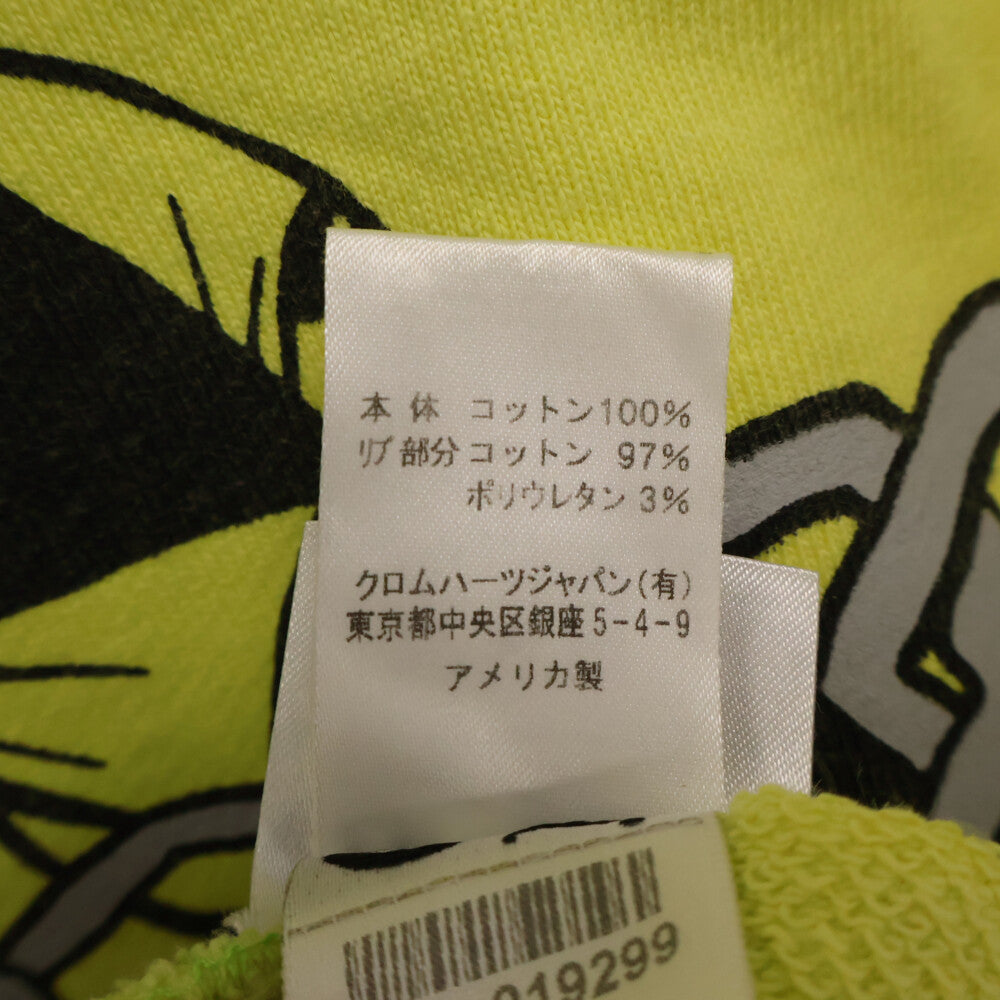 本体 コットン100%
リブ部分 コットン 97%
ポリウレタン 3%
クロムハーツジャパン(有)
東京都中央区銀座5-4-9
アメリカ製
019299